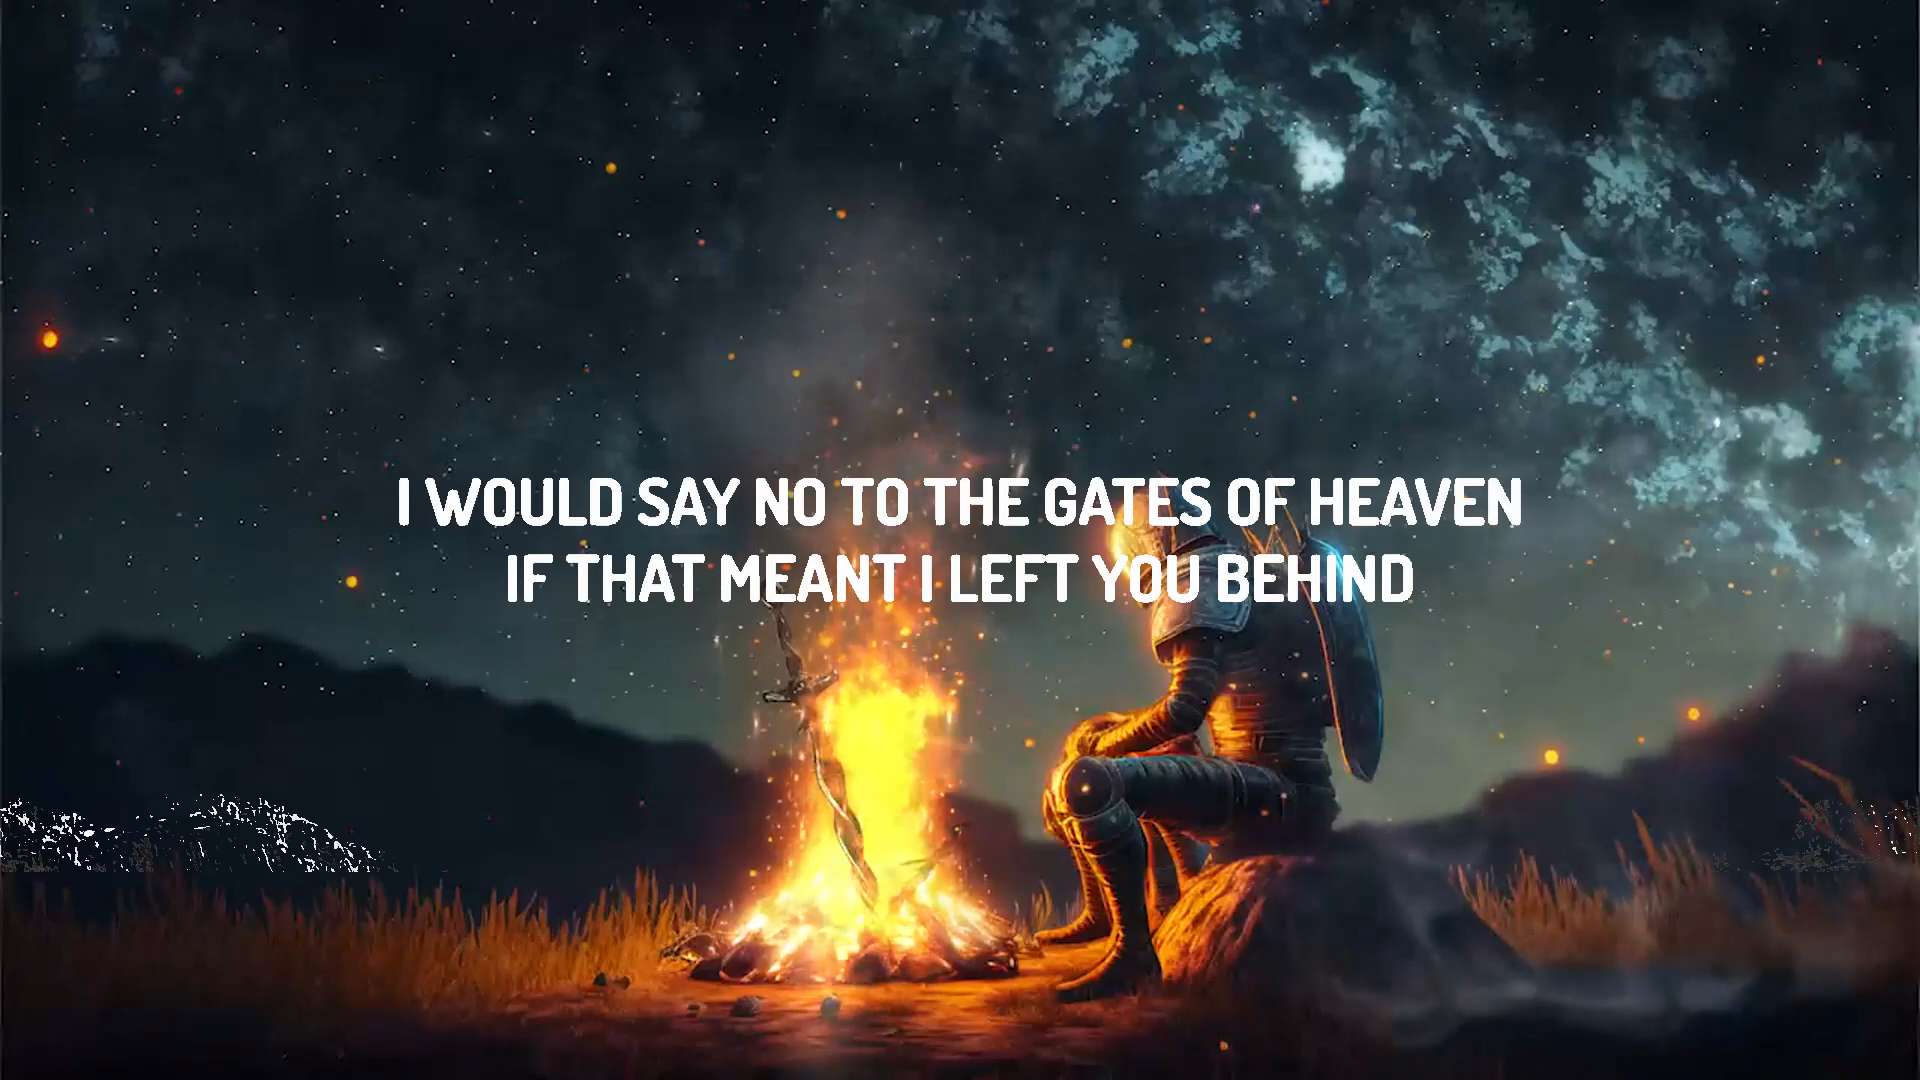 I WOULD SAY NO TO THE GATES OF HEAVEN
IF THAT MEANT I LEFT YOU BEHIND